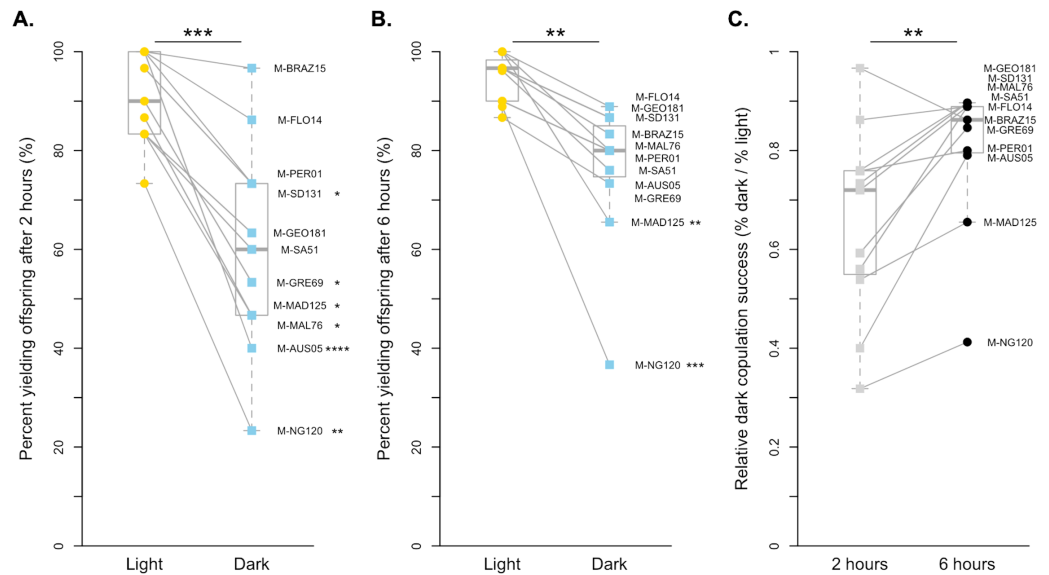 A.
***
Percent yielding offspring after 2 hours (%)
100
80
60
40
20
0
M-BRAZ15
M-FLO14
M-PER01
M-SD131 *
M-GEO181
M-SA51
M-GRE69 *
M-MAD125 *
M-MAL76 *
M-AUS05 ****
M-NG120 **
Light Dark
B.
**
Percent yielding offspring after 6 hours (%)
100
80
60
40
20
0
M-FLO14
M-GEO181
M-SD131
M-BRAZ15
M-MAL76
M-PER01
M-SA51
M-AUS05
M-GRE69
M-MAD125 **
M-NG120 ***
Light Dark
C.
**
Relative dark copulation success (% dark / % light)
1
0.8
0.6
0.4
0.2
0
M-GEO181
M-SD131
M-MAL76
M-SA51
M-FLO14
M-BRAZ15
M-GRE69
M-PER01
M-AUS05
M-MAD125
M-NG120
2 hours 6 hours